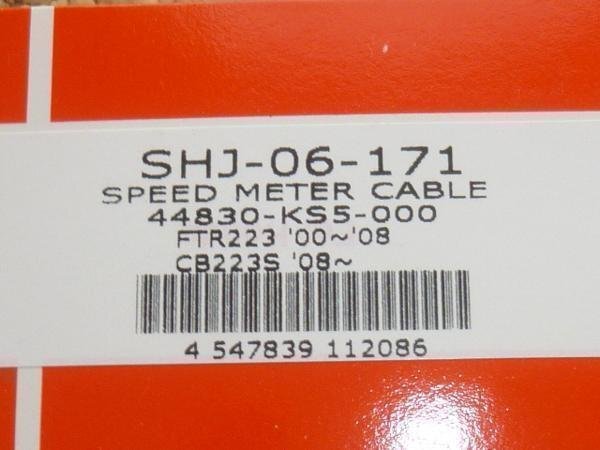 SHJ-06-171
SPEED METER CABLE
44830-KS5-000
FTR223 '00~'08
CB223S '08~
4 547839 112086